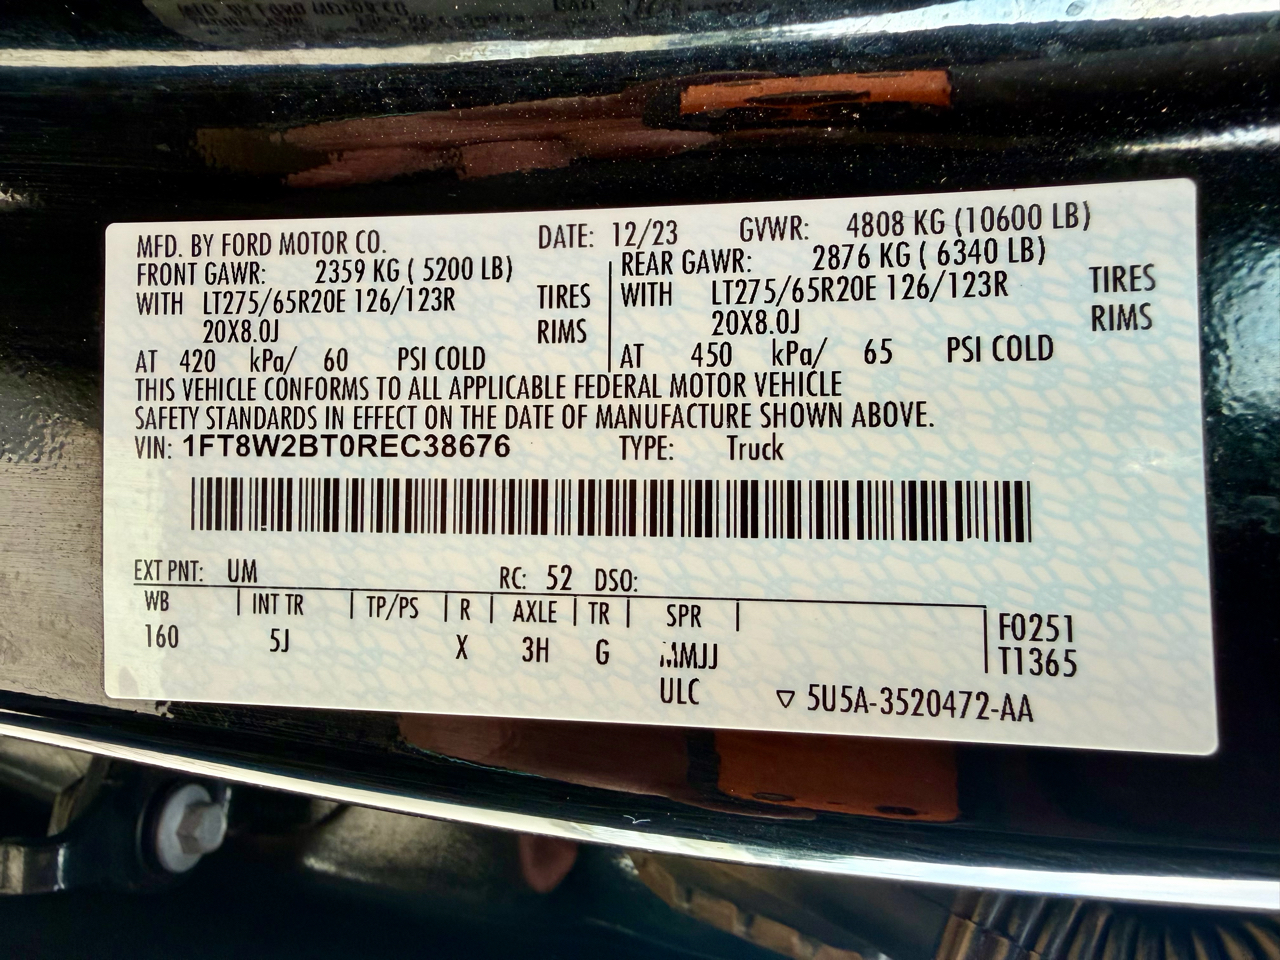 MFD. BY FORD MOTOR CO. DATE: 12/23 GVWR: 4808 KG (10600 LB)
FRONT GAWR: 2359 KG ( 5200 LB) REAR GAWR: 2876 KG ( 6340 LB)
WITH LT275/65R20E 126/123R TIRES WITH LT275/65R20E 126/123R TIRES
20X8.0J RIMS 20X8.0J RIMS
AT 420 kPa/ 60 PSI COLD AT 450 kPa/ 65 PSI COLD
THIS VEHICLE CONFORMS TO ALL APPLICABLE FEDERAL MOTOR VEHICLE
SAFETY STANDARDS IN EFFECT ON THE DATE OF MANUFACTURE SHOWN ABOVE.
VIN: 1FT8W2BT0REC38676 TYPE: Truck
EXT PNT: UM RC: 52 DSO:
WB INT TR TP/PS R AXLE TR SPR F0251
160 5J X 3H G T1365
ULC ▽ 5U5A-3520472-AA